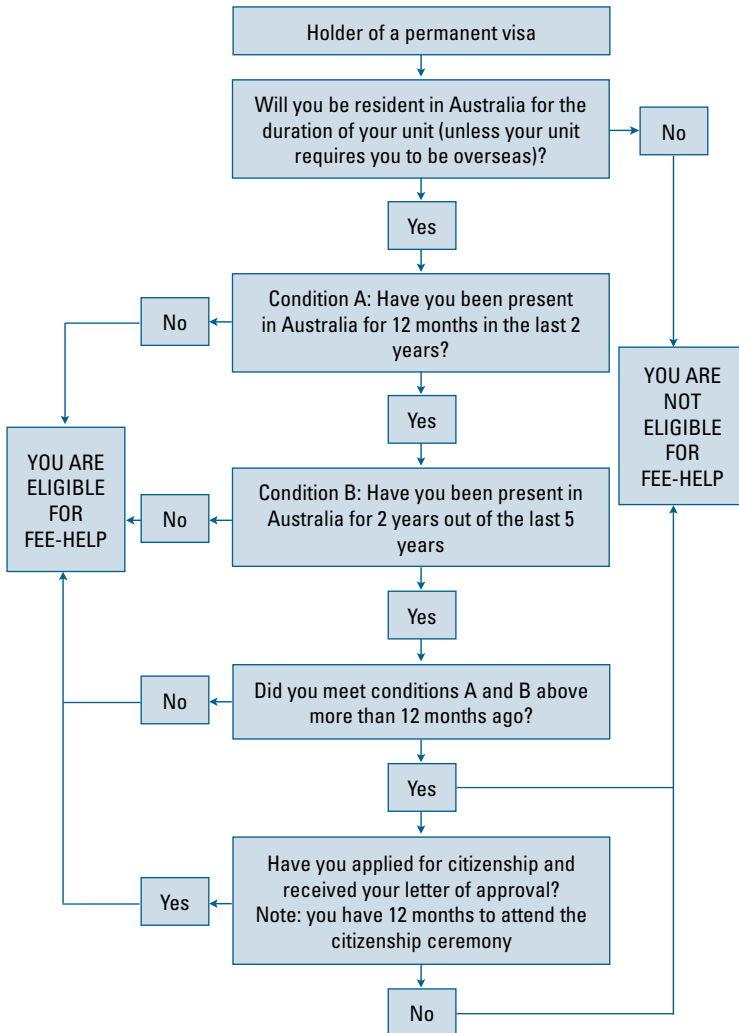 Holder of a permanent visa
Will you be resident in Australia for the
duration of your unit (unless your unit
requires you to be overseas)?
No
Yes
Condition A: Have you been present
in Australia for 12 months in the last 2
years?
No
YOU ARE
NOT
ELIGIBLE
FOR
FEE-HELP
Yes
YOU ARE
ELIGIBLE
FOR
FEE-HELP
No
Condition B: Have you been present in
Australia for 2 years out of the last 5
years
Yes
No
Did you meet conditions A and B above
more than 12 months ago?
Yes
Yes
Have you applied for citizenship and
received your letter of approval?
Note: you have 12 months to attend the
citizenship ceremony
No